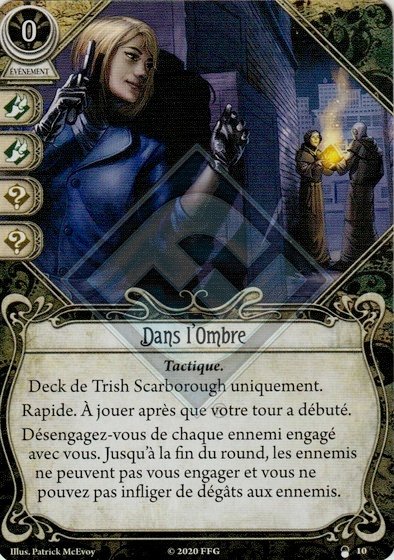 0
ÉVÉNEMENT
?
?
Dans l'Ombre
Tactique.
Deck de Trish Scarborough uniquement.
Rapide. À jouer après que votre tour a débuté.
Désengagez-vous de chaque ennemi engagé
avec vous. Jusqu'à la fin du round, les ennemis
ne peuvent pas vous engager et vous ne
pouvez pas infliger de dégâts aux ennemis.
Illus. Patrick McEvoy © 2020 FFG 10